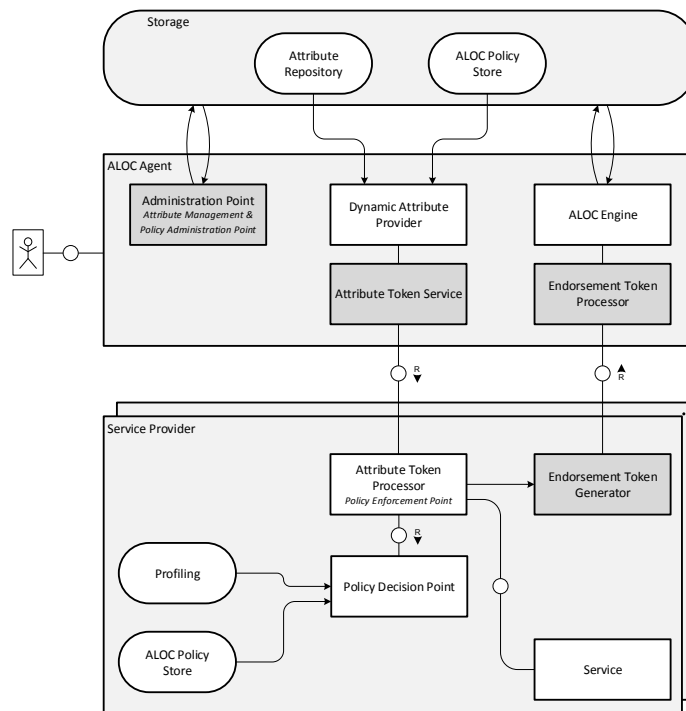 Storage
Attribute
Repository
ALOC Policy
Store
ALOC Agent
Administration Point
Attribute Management &
Policy Administration Point
Dynamic Attribute
Provider
ALOC Engine
Attribute Token Service
Endorsement Token
Processor
R
R
Service Provider
Attribute Token
Processor
Policy Enforcement Point
Endorsement Token
Generator
R
Profiling
Policy Decision Point
ALOC Policy
Store
Service